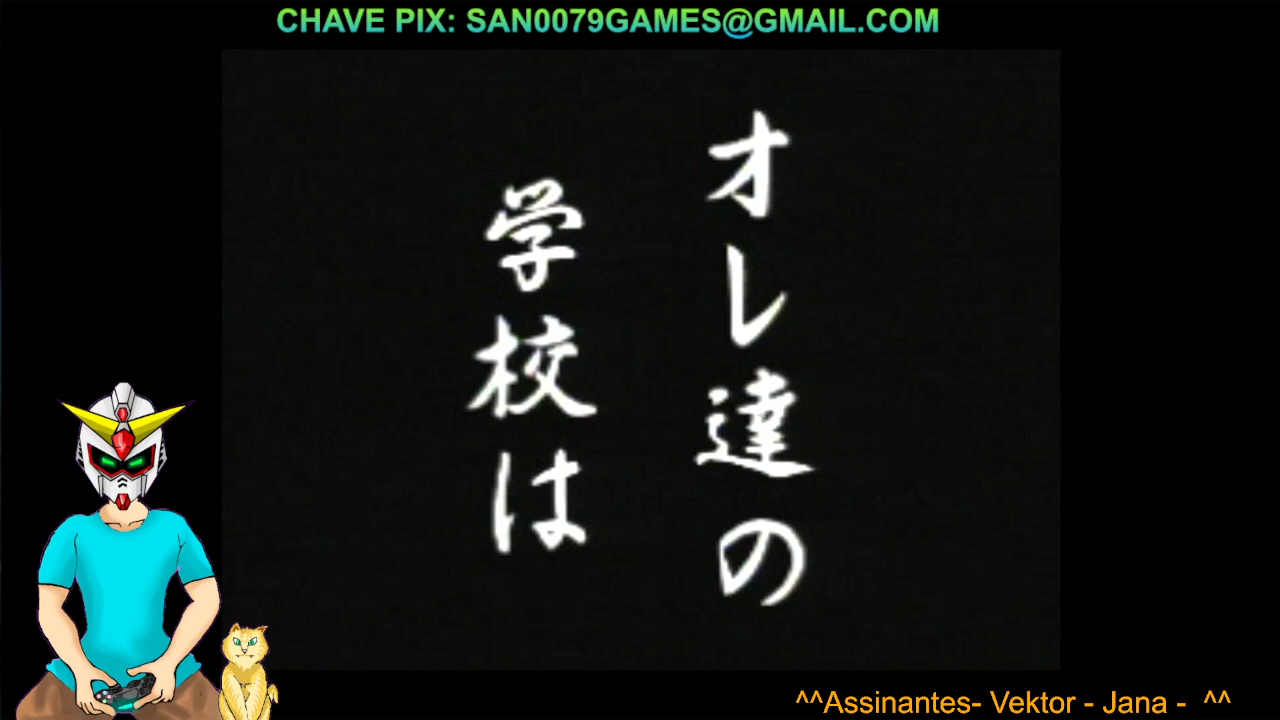 CHAVE PIX: SAN0079GAMES@GMAIL.COM
オレ達の
学校は
^^Assinantes- Vektor - Jana -  ^^